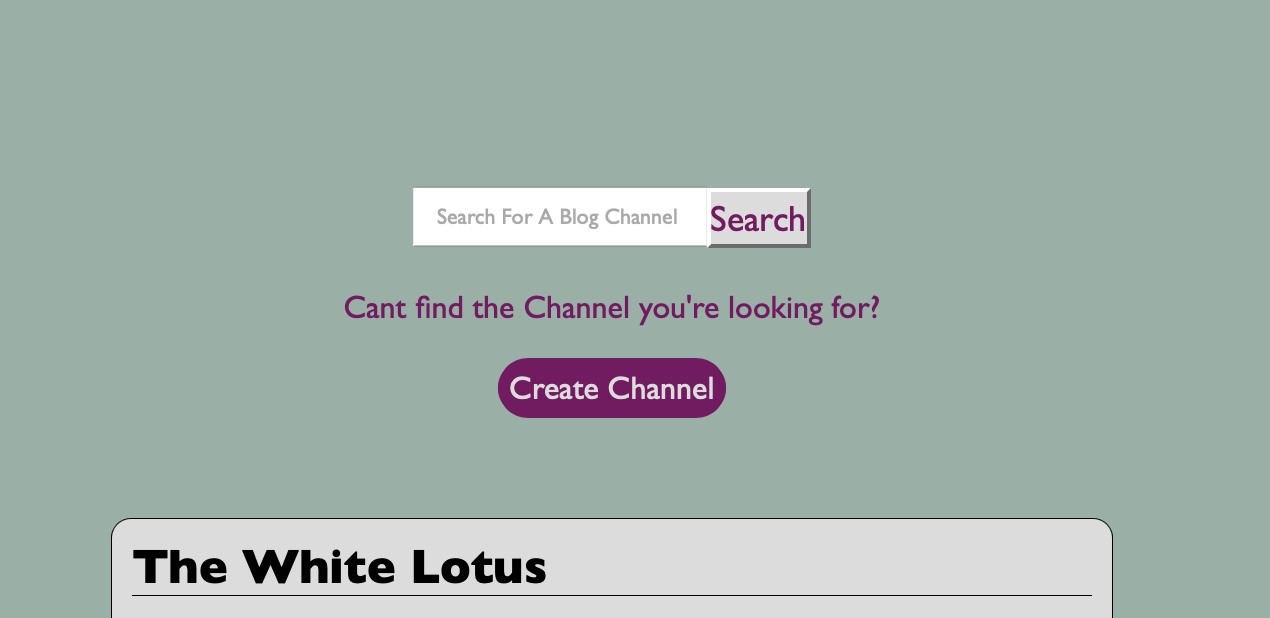 Search For A Blog Channel Search
Cant find the Channel you're looking for?
Create Channel
The White Lotus